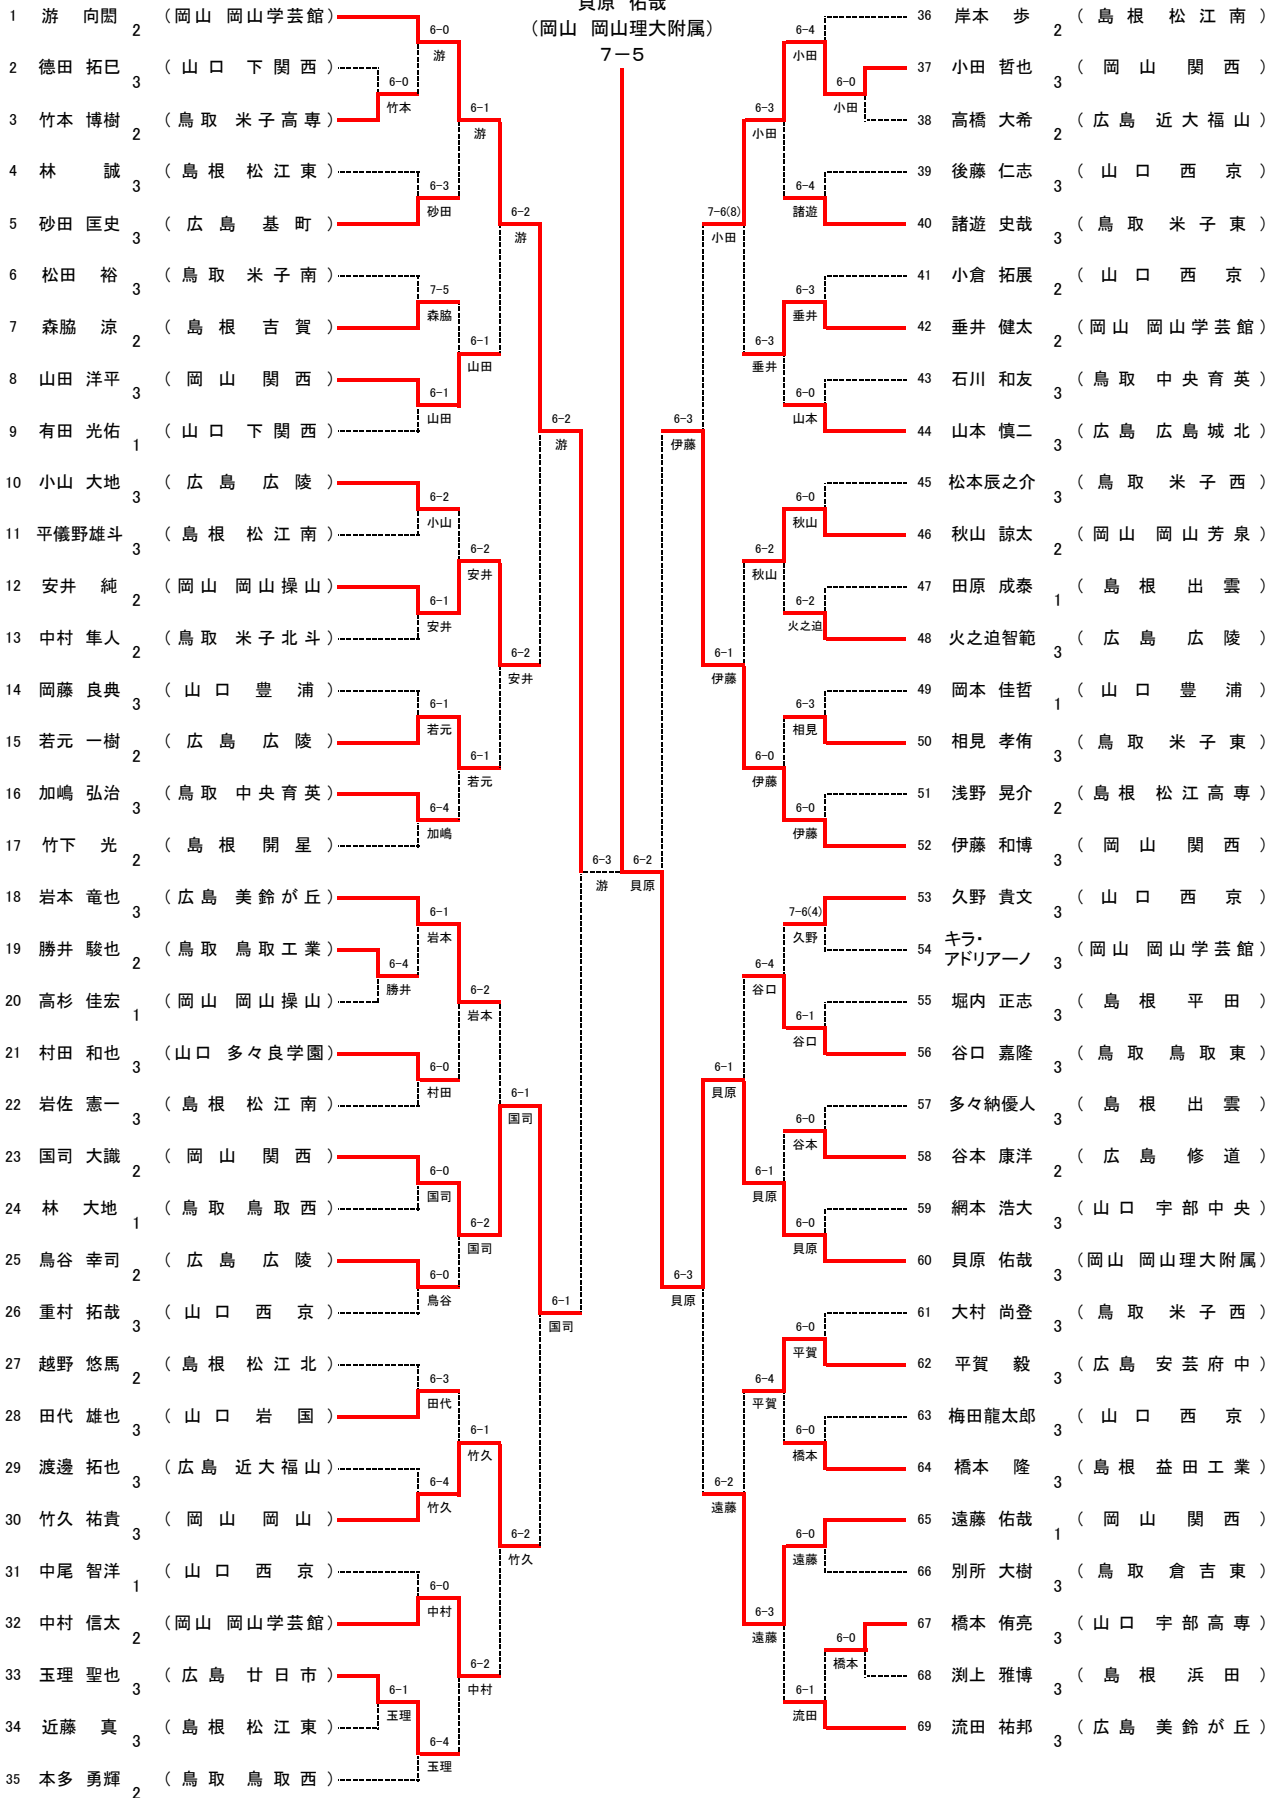 貝原 佑哉
(岡山 岡山理大附属)
7-5
1 游 向閎 2 (岡山 岡山学芸館)
2 德田 拓巳 3 (山口 下関西)
3 竹本 博樹 2 (鳥取 米子高専)
4 林 誠 3 (島根 松江東)
5 砂田 匡史 3 (広島 基町)
6 松田 裕 3 (鳥取 米子南)
7 森脇 涼 2 (島根 吉賀)
8 山田 洋平 3 (岡山 関西)
9 有田 光佑 1 (山口 下関西)
10 小山 大地 3 (広島 広陵)
11 平儀野雄斗 3 (島根 松江南)
12 安井 純 2 (岡山 岡山操山)
13 中村 隼人 2 (鳥取 米子北斗)
14 岡藤 良典 3 (山口 豊浦)
15 若元 一樹 2 (広島 広陵)
16 加嶋 弘治 3 (鳥取 中央育英)
17 竹下 光 2 (島根 開星)
18 岩本 竜也 3 (広島 美鈴が丘)
19 勝井 駿也 2 (鳥取 鳥取工業)
20 高杉 佳宏 1 (岡山 岡山操山)
21 村田 和也 3 (山口 多々良学園)
22 岩佐 憲一 3 (島根 松江南)
23 国司 大識 2 (岡山 関西)
24 林 大地 1 (鳥取 鳥取西)
25 鳥谷 幸司 2 (広島 広陵)
26 重村 拓哉 3 (山口 西京)
27 越野 悠馬 2 (島根 松江北)
28 田代 雄也 3 (山口 岩国)
29 渡邊 拓也 3 (広島 近大福山)
30 竹久 祐貴 3 (岡山 岡山)
31 中尾 智洋 1 (山口 西京)
32 中村 信太 2 (岡山 岡山学芸館)
33 玉理 聖也 3 (広島 廿日市)
34 近藤 真 3 (島根 松江東)
35 本多 勇輝 2 (鳥取 鳥取西)
6-0 竹本
6-4 勝井
6-1 玉理
6-0 游
6-3 砂田
7-5 森脇
6-1 山田
6-2 小山
6-1 安井
6-1 若元
6-4 加嶋
6-1 岩本
6-0 村田
6-0 国司
6-0 鳥谷
6-3 田代
6-4 竹久
6-0 中村
6-4 玉理
6-1 游
6-1 山田
6-2 安井
6-1 若元
6-2 岩本
6-2 国司
6-1 竹久
6-2 中村
6-2 游
6-2 安井
6-1 国司
6-2 竹久
6-2 游
6-1 国司
6-3 游
6-2 貝原
6-3 伊藤
6-3 貝原
7-6(8) 小田
6-1 伊藤
6-1 貝原
6-2 遠藤
6-3 小田
6-3 垂井
6-2 秋山
6-0 伊藤
6-4 谷口
6-1 貝原
6-4 平賀
6-3 遠藤
6-4 小田
6-4 諸遊
6-3 垂井
6-0 山本
6-0 秋山
6-2 火之迫
6-3 相見
6-0 伊藤
7-6(4) 久野
6-1 谷口
6-0 谷本
6-0 貝原
6-0 平賀
6-0 橋本
6-0 遠藤
6-1 流田
6-0 小田
6-0 橋本
36 岸本 歩 2 (島根 松江南)
37 小田 哲也 3 (岡山 関西)
38 高橋 大希 2 (広島 近大福山)
39 後藤 仁志 3 (山口 西京)
40 諸遊 史哉 3 (鳥取 米子東)
41 小倉 拓展 2 (山口 西京)
42 垂井 健太 2 (岡山 岡山学芸館)
43 石川 和友 3 (鳥取 中央育英)
44 山本 慎二 3 (広島 広島城北)
45 松本辰之介 3 (鳥取 米子西)
46 秋山 諒太 2 (岡山 岡山芳泉)
47 田原 成泰 1 (島根 出雲)
48 火之迫智範 3 (広島 広陵)
49 岡本 佳哲 1 (山口 豊浦)
50 相見 孝侑 3 (鳥取 米子東)
51 浅野 晃介 2 (島根 松江高専)
52 伊藤 和博 3 (岡山 関西)
53 久野 貴文 3 (山口 西京)
54 キラ・
アドリアーノ 3 (岡山 岡山学芸館)
55 堀内 正志 3 (島根 平田)
56 谷口 嘉隆 3 (鳥取 鳥取東)
57 多々納優人 3 (島根 出雲)
58 谷本 康洋 2 (広島 修道)
59 網本 浩大 3 (山口 宇部中央)
60 貝原 佑哉 3 (岡山 岡山理大附属)
61 大村 尚登 3 (鳥取 米子西)
62 平賀 毅 3 (広島 安芸府中)
63 梅田龍太郎 3 (山口 西京)
64 橋本 隆 3 (島根 益田工業)
65 遠藤 佑哉 1 (岡山 関西)
66 別所 大樹 3 (鳥取 倉吉東)
67 橋本 侑亮 3 (山口 宇部高専)
68 渕上 雅博 3 (島根 浜田)
69 流田 祐邦 3 (広島 美鈴が丘)